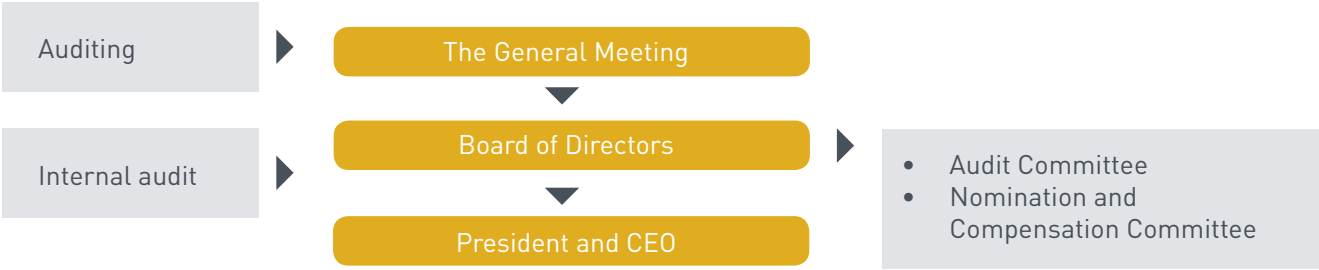 Auditing
The General Meeting
Board of Directors
Internal audit
President and CEO
• Audit Committee
• Nomination and
Compensation Committee